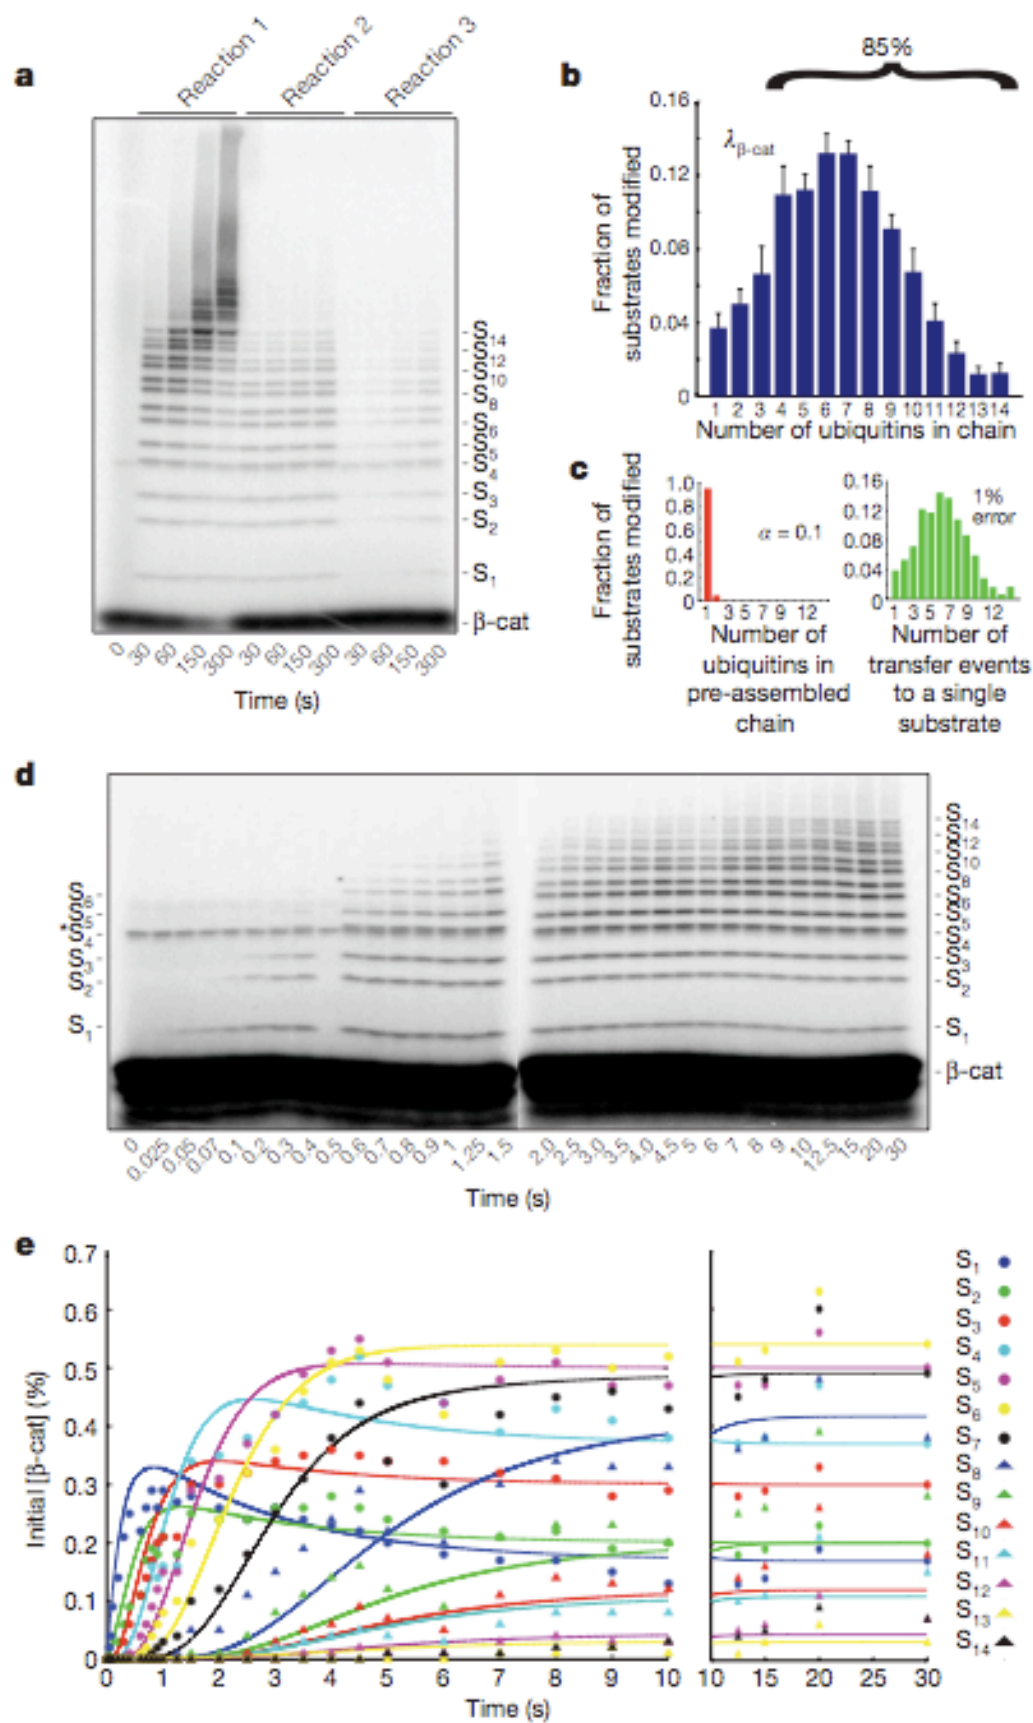 a
Reaction 1
Reaction 2
Reaction 3
S14
S12
S10
S8
S6
S5
S4
S3
S2
S1
β-cat
0 30 60 150 300 30 60 150 300 30 60 150 300
Time (s)
b
85%
λβ-cat
0.16
0.12
0.08
0.04
0
Fraction of
substrates modified
1 2 3 4 5 6 7 8 9 10 11 12 13 14
Number of ubiquitins in chain
c
1.0
0.8
0.6
0.4
0.2
0
Fraction of
substrates modified
α = 0.1
1 3 5 7 9 12
Number of
ubiquitins in
pre-assembled
chain
0.16
0.12
0.08
0.04
0
1%
error
1 3 5 7 9 12
Number of
transfer events
to a single
substrate
d
S6
S5
*
S4
S3
S2
S1
S14
S12
S10
S8
S6
S5
S4
S3
S2
S1
β-cat
0 0.025 0.05 0.07 0.1 0.2 0.3 0.4 0.5 0.6 0.7 0.8 0.9 1 1.25 1.5 2.0 2.5 3.0 3.5 4.0 4.5 5 6 7 8 9 10 12.5 15 20 30
Time (s)
e
0.7
0.6
0.5
0.4
0.3
0.2
0.1
0
Initial [β-cat] (%)
0 1 2 3 4 5 6 7 8 9 10 10 15 20 25 30
Time (s)
S1
S2
S3
S4
S5
S6
S7
S8
S9
S10
S11
S12
S13
S14